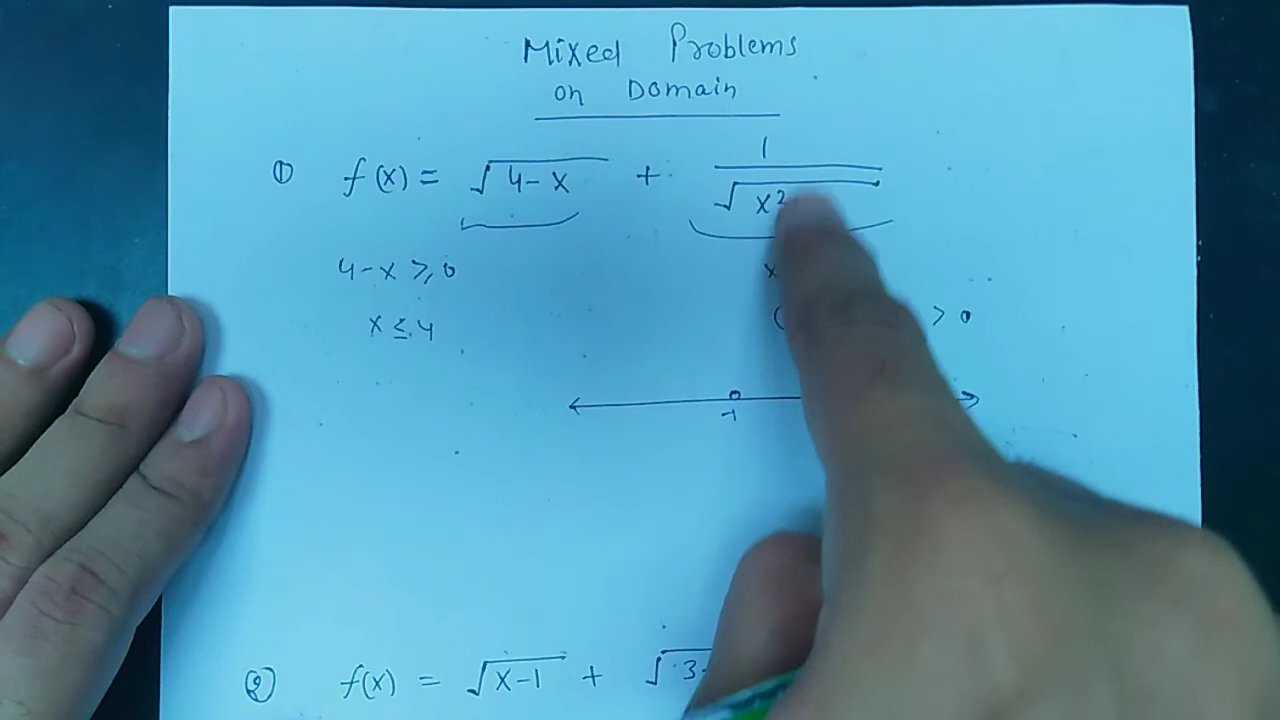 Mixed Problems
on Domain
① f(x) = √(4-x) + 1/√(x²
4-x ≥ 0
x
x ≤ 4
( > 0
-1
② f(x) = √(x-1) + √(3-